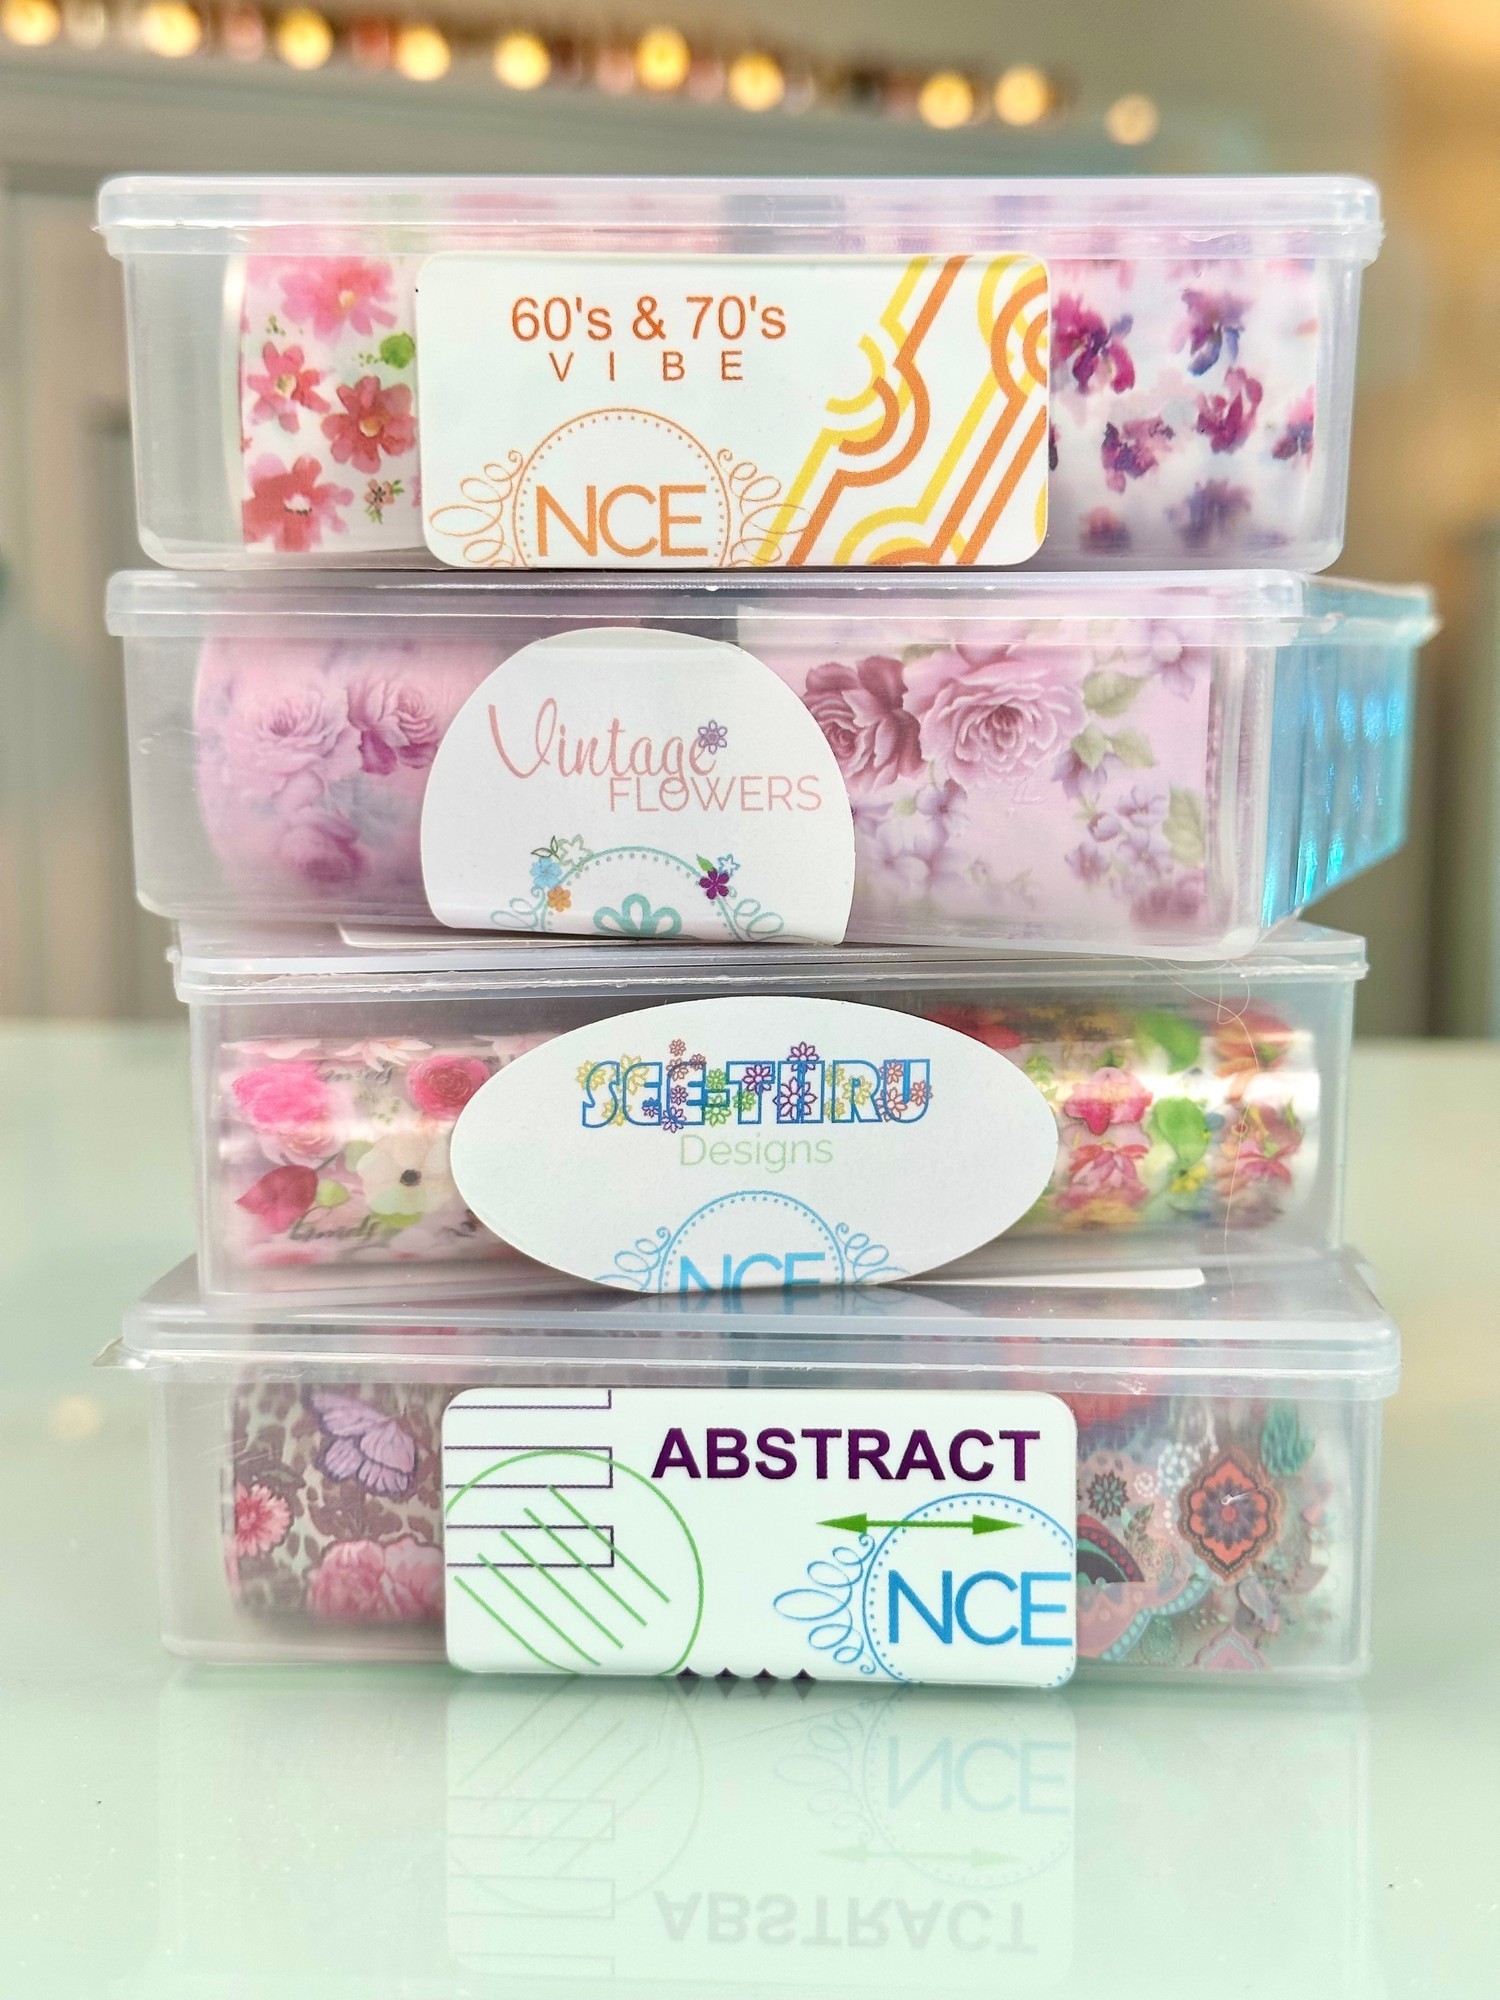 60's & 70's
VIBE
NCE
Vintage
FLOWERS
SEE-THRU
Designs
NCE
ABSTRACT
NCE